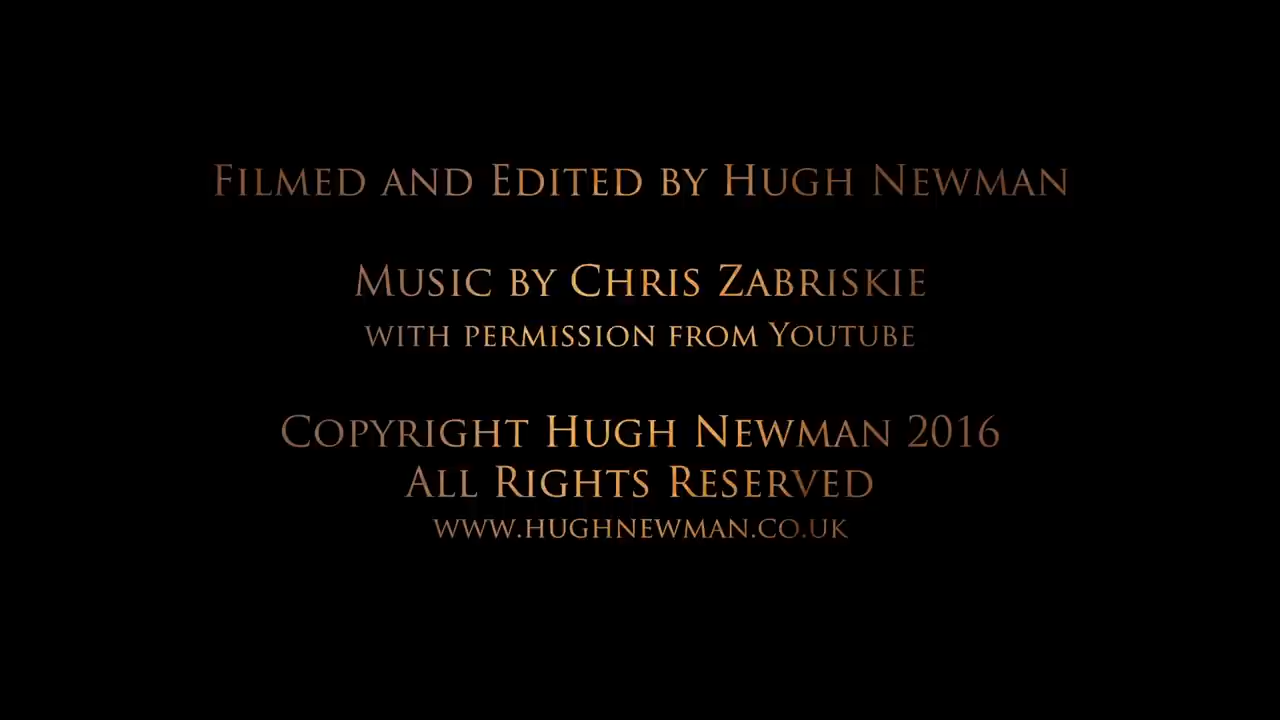 Filmed and Edited by Hugh Newman
Music by Chris Zabriskie
with permission from Youtube
Copyright Hugh Newman 2016
All Rights Reserved
www.hughnewman.co.uk